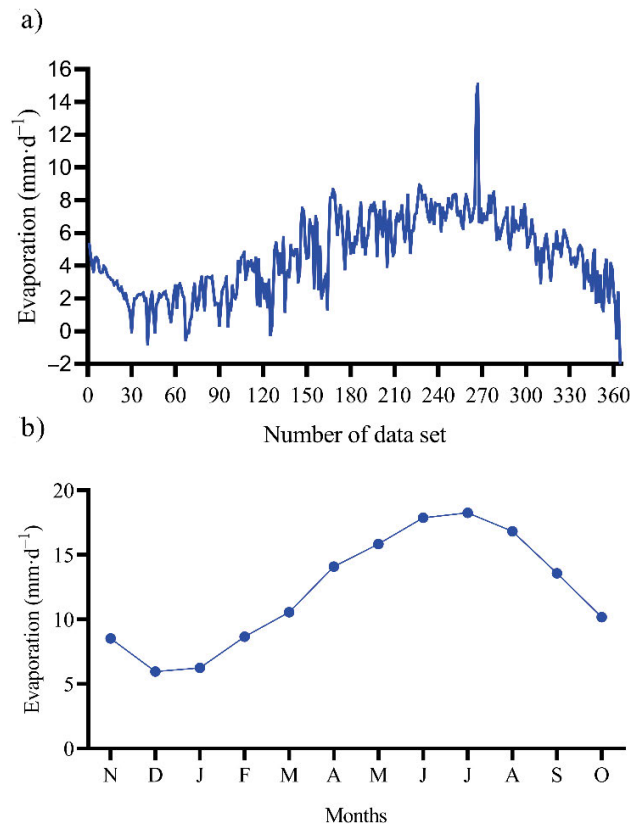 a)
16
14
12
10
8
6
4
2
0
−2
Evaporation (mm·d⁻¹)
0 30 60 90 120 150 180 210 240 270 300 330 360
Number of data set
b)
20
15
10
5
0
Evaporation (mm·d⁻¹)
N D J F M A M J J A S O
Months